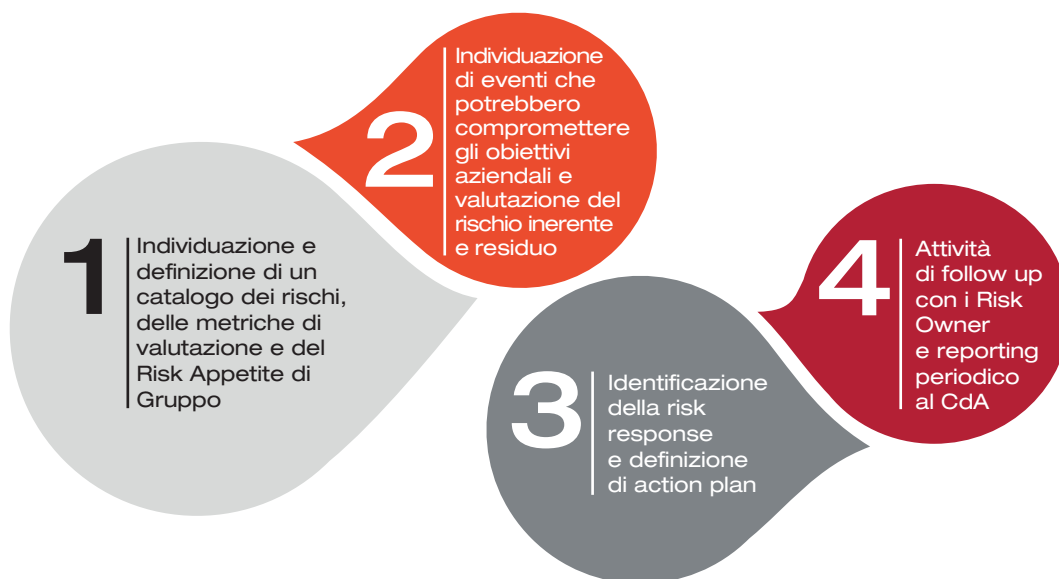 1
Individuazione e
definizione di un
catalogo dei rischi,
delle metriche di
valutazione e del
Risk Appetite di
Gruppo
2
Individuazione
di eventi che
potrebbero
compromettere
gli obiettivi
aziendali e
valutazione del
rischio inerente
e residuo
3
Identificazione
della risk
response
e definizione
di action plan
4
Attività
di follow up
con i Risk
Owner
e reporting
periodico
al CdA